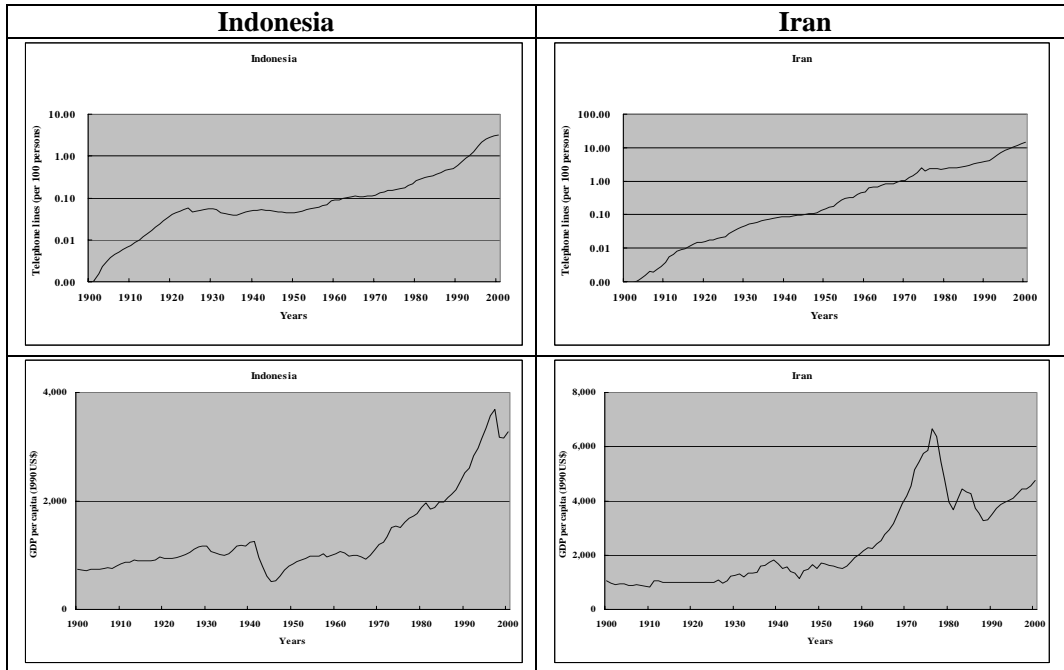 Indonesia
Iran
Indonesia
Telephone lines (per 100 persons)
10.00
1.00
0.10
0.01
0.00
1900 1910 1920 1930 1940 1950 1960 1970 1980 1990 2000
Years
Iran
Telephone lines (per 100 persons)
100.00
10.00
1.00
0.10
0.01
0.00
1900 1910 1920 1930 1940 1950 1960 1970 1980 1990 2000
Years
Indonesia
GDP per capita (1990 US$)
4,000
2,000
0
1900 1910 1920 1930 1940 1950 1960 1970 1980 1990 2000
Years
Iran
GDP per capita (1990 US$)
8,000
6,000
4,000
2,000
0
1900 1910 1920 1930 1940 1950 1960 1970 1980 1990 2000
Years